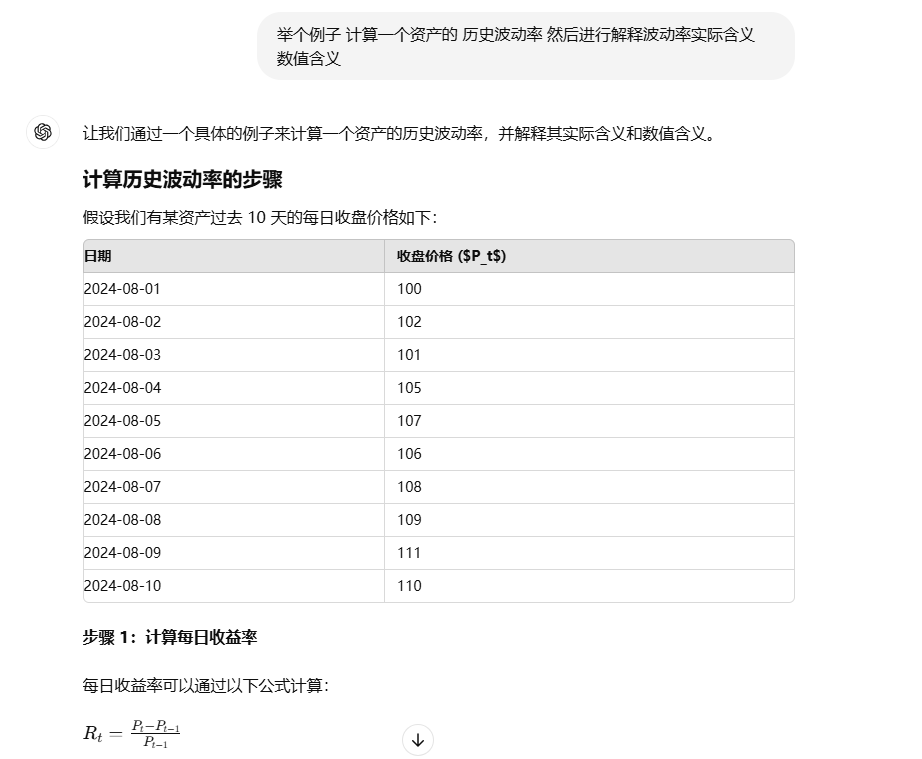 举个例子 计算一个资产的 历史波动率 然后进行解释波动率实际含义
数值含义
让我们通过一个具体的例子来计算一个资产的历史波动率，并解释其实际含义和数值含义。
计算历史波动率的步骤
假设我们有某资产过去 10 天的每日收盘价格如下：
日期 收盘价格 ($P_t$)
2024-08-01 100
2024-08-02 102
2024-08-03 101
2024-08-04 105
2024-08-05 107
2024-08-06 106
2024-08-07 108
2024-08-08 109
2024-08-09 111
2024-08-10 110
步骤 1：计算每日收益率
每日收益率可以通过以下公式计算：
R_t = \frac{P_t - P_{t-1}}{P_{t-1}}